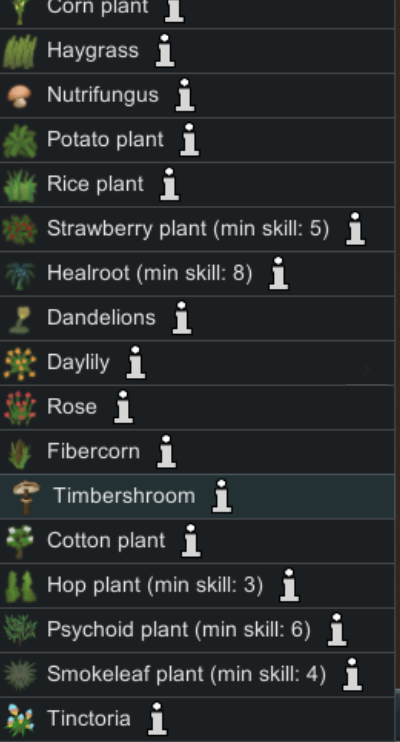 Corn plant
Haygrass
Nutrifungus
Potato plant
Rice plant
Strawberry plant (min skill: 5)
Healroot (min skill: 8)
Dandelions
Daylily
Rose
Fibercorn
Timbershroom
Cotton plant
Hop plant (min skill: 3)
Psychoid plant (min skill: 6)
Smokeleaf plant (min skill: 4)
Tinctoria